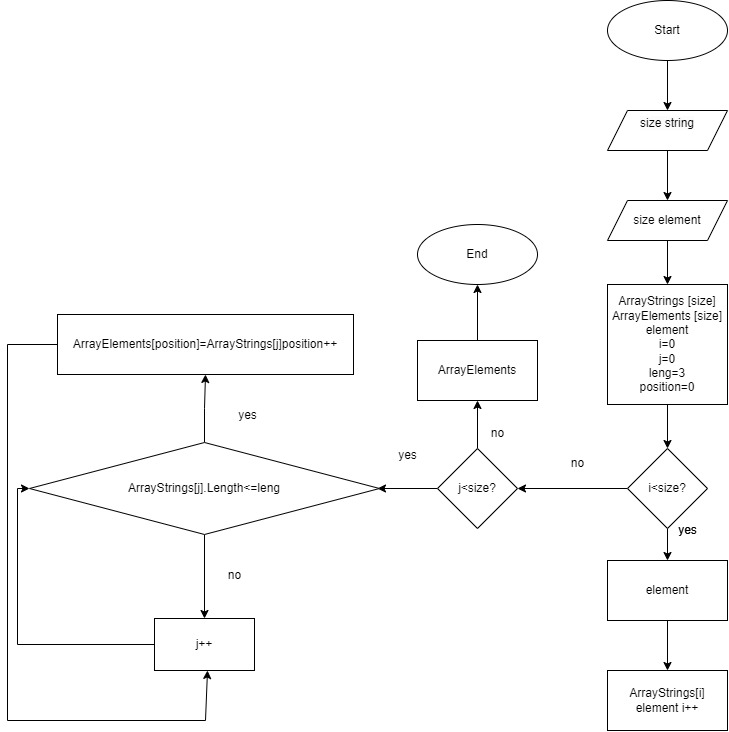 Start
size string
size element
ArrayStrings [size]
ArrayElements [size]
element
i=0
j=0
leng=3
position=0
i<size?
yes
element
ArrayStrings[i]
element i++
no
j<size?
no
ArrayElements
End
yes
ArrayStrings[j].Length<=leng
yes
ArrayElements[position]=ArrayStrings[j]position++
no
j++